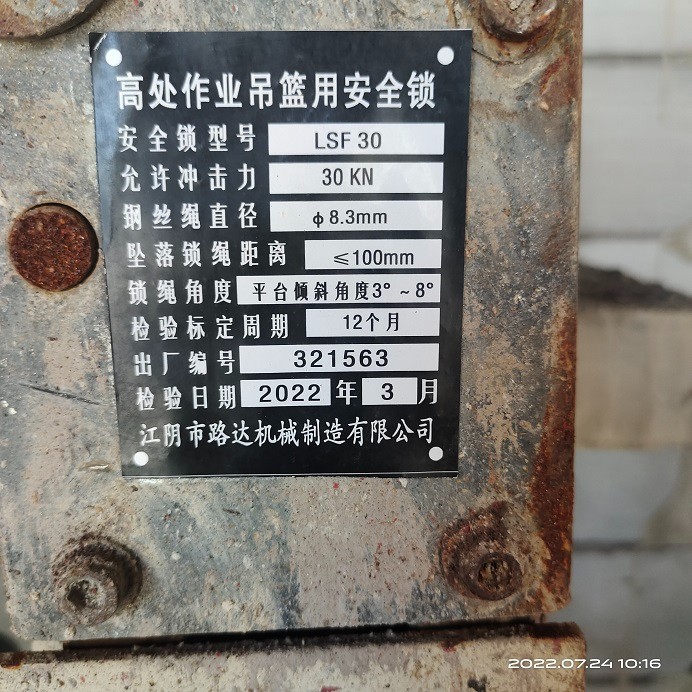 高处作业吊篮用安全锁
安全锁型号 LSF 30
允许冲击力 30 KN
钢丝绳直径 φ8.3mm
坠落锁绳距离 ≤100mm
锁绳角度 平台倾斜角度3°~8°
检验标定周期 12个月
出厂编号 321563
检验日期 2022 年 3 月
江阴市路达机械制造有限公司
2022.07.24 10:16